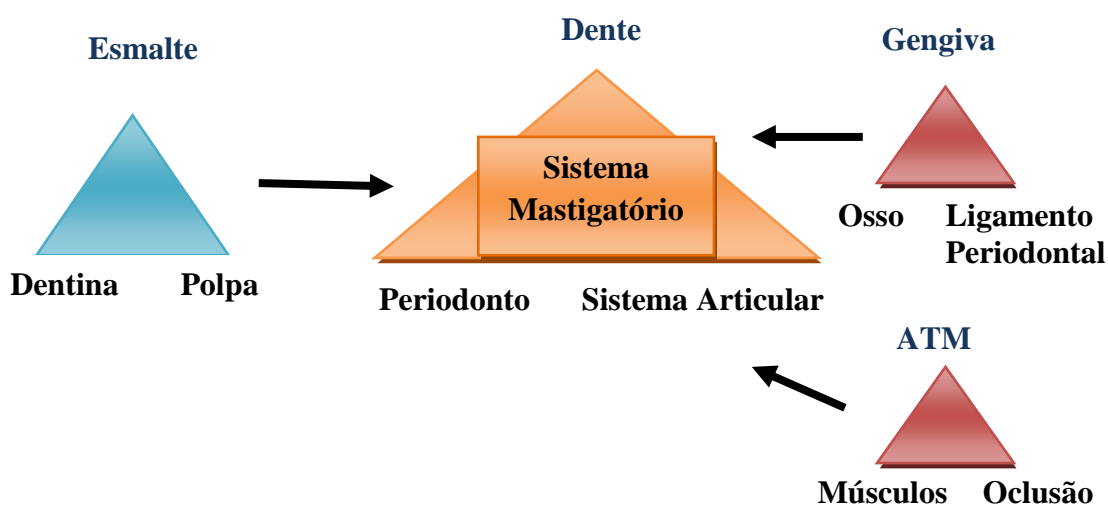 Esmalte
Dentina Polpa
Dente
Sistema
Mastigatório
Periodonto Sistema Articular
Gengiva
Osso Ligamento
Periodontal
ATM
Músculos Oclusão